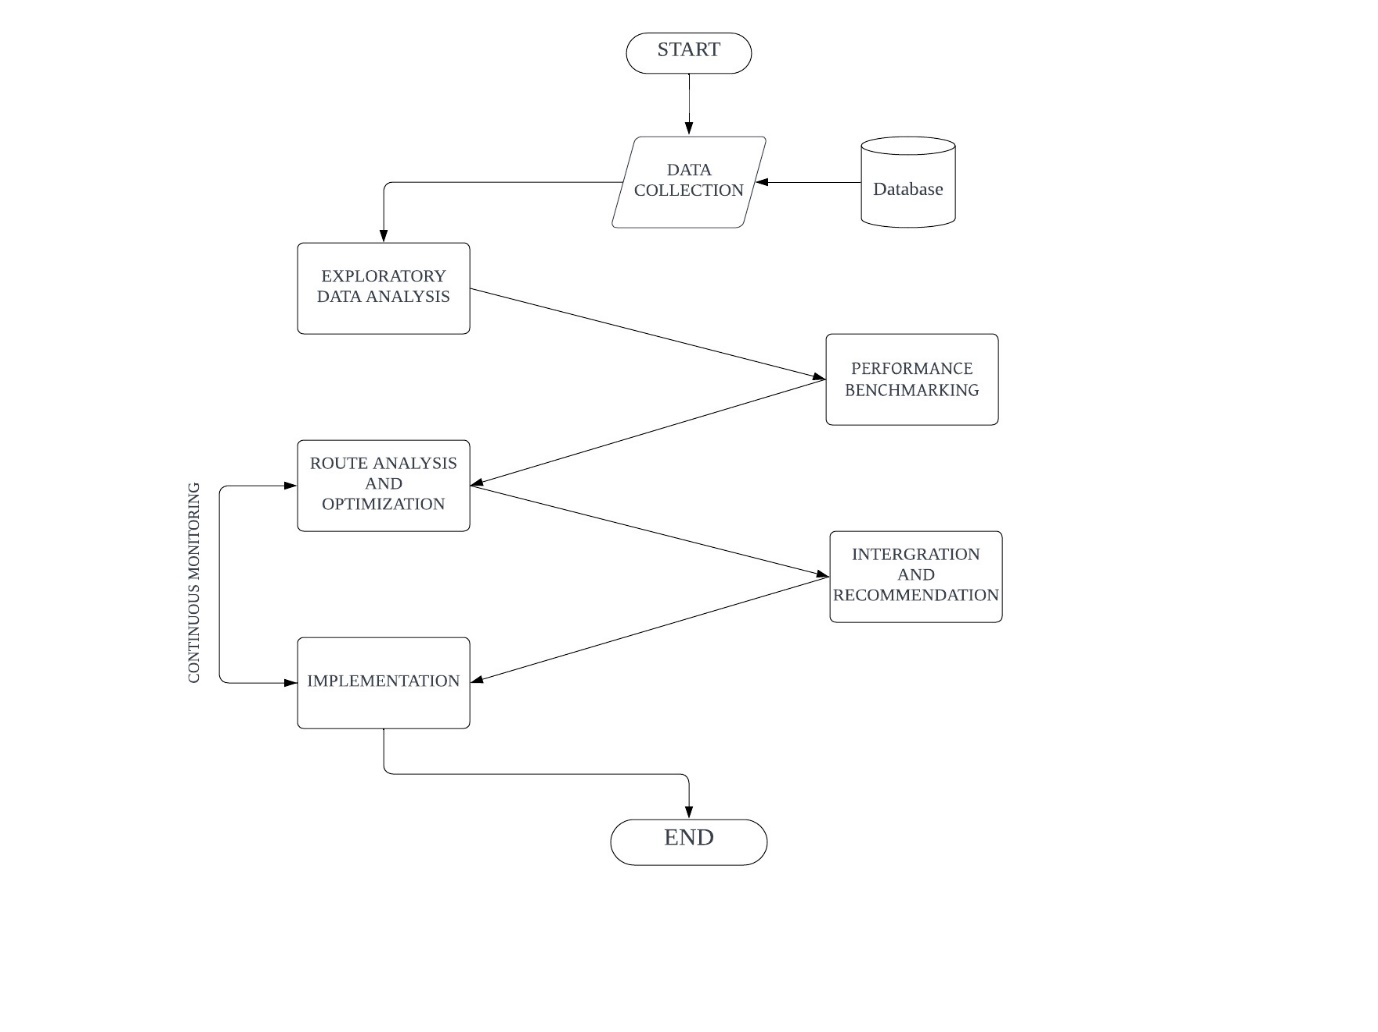 START
DATA
COLLECTION
Database
EXPLORATORY
DATA ANALYSIS
PERFORMANCE
BENCHMARKING
ROUTE ANALYSIS
AND
OPTIMIZATION
CONTINUOUS MONITORING
INTERGRATION
AND
RECOMMENDATION
IMPLEMENTATION
END